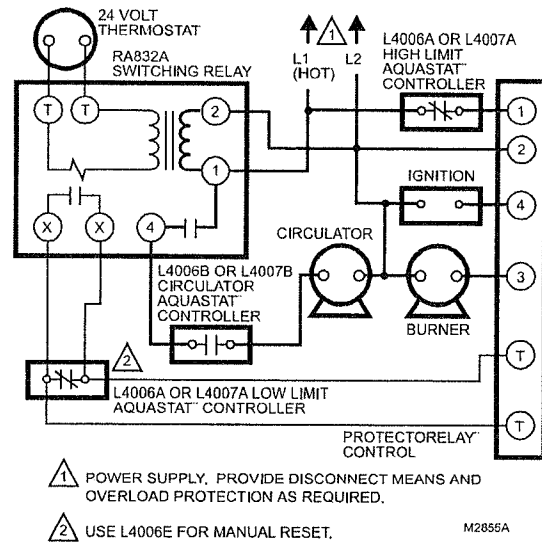 24 VOLT
THERMOSTAT
RA832A
SWITCHING RELAY
1
L1
(HOT)
L2
L4006A OR L4007A
HIGH LIMIT
AQUASTAT¨
CONTROLLER
T
T
2
1
1
2
IGNITION
4
X
X
4
CIRCULATOR
L4006B OR L4007B
CIRCULATOR
AQUASTAT¨
CONTROLLER
3
BURNER
2
T
L4006A OR L4007A LOW LIMIT
AQUASTAT¨ CONTROLLER
T
PROTECTORELAY¨
CONTROL
1 POWER SUPPLY. PROVIDE DISCONNECT MEANS AND
OVERLOAD PROTECTION AS REQUIRED.
2 USE L4006E FOR MANUAL RESET.
M2855A